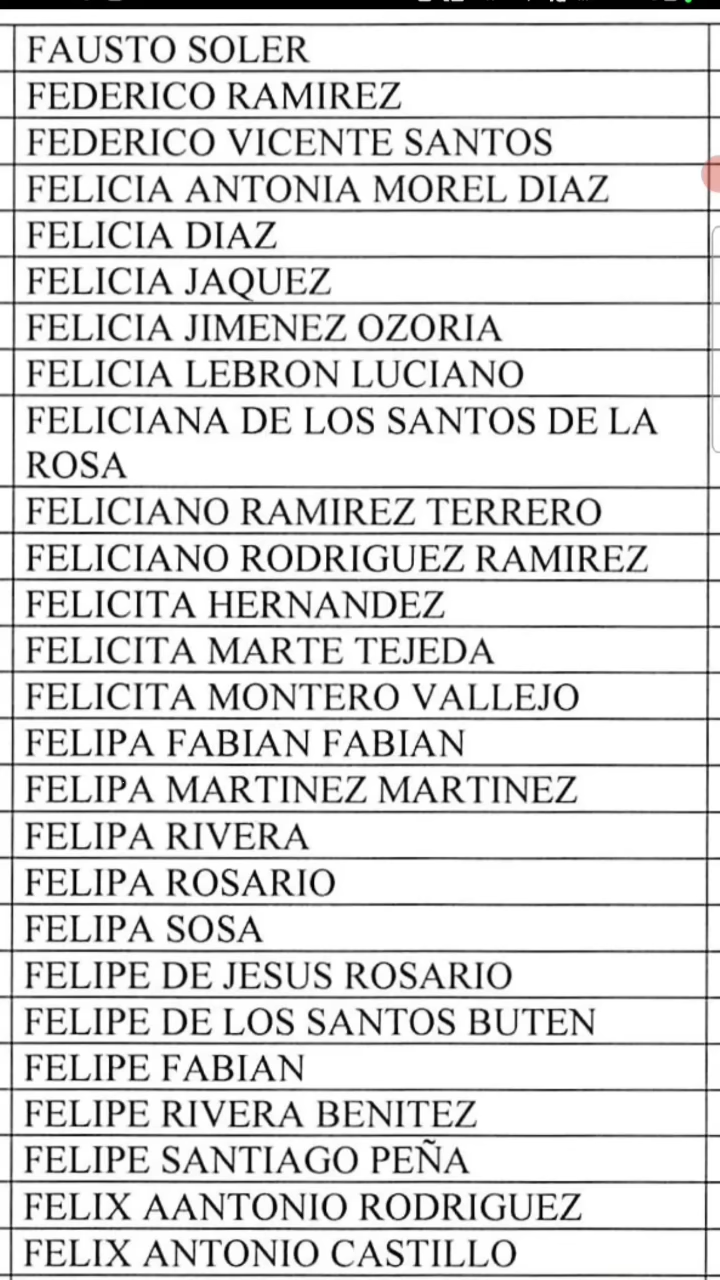 FAUSTO SOLER
FEDERICO RAMIREZ
FEDERICO VICENTE SANTOS
FELICIA ANTONIA MOREL DIAZ
FELICIA DIAZ
FELICIA JAQUEZ
FELICIA JIMENEZ OZORIA
FELICIA LEBRON LUCIANO
FELICIANA DE LOS SANTOS DE LA
ROSA
FELICIANO RAMIREZ TERRERO
FELICIANO RODRIGUEZ RAMIREZ
FELICITA HERNANDEZ
FELICITA MARTE TEJEDA
FELICITA MONTERO VALLEJO
FELIPA FABIAN FABIAN
FELIPA MARTINEZ MARTINEZ
FELIPA RIVERA
FELIPA ROSARIO
FELIPA SOSA
FELIPE DE JESUS ROSARIO
FELIPE DE LOS SANTOS BUTEN
FELIPE FABIAN
FELIPE RIVERA BENITEZ
FELIPE SANTIAGO PEÑA
FELIX AANTONIO RODRIGUEZ
FELIX ANTONIO CASTILLO